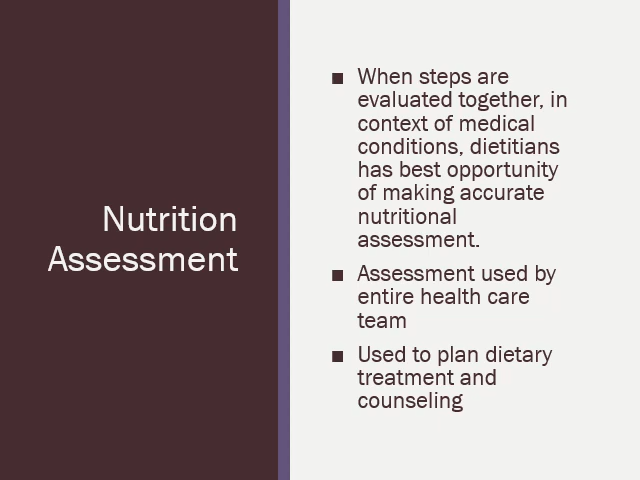 Nutrition
Assessment
■ When steps are
evaluated together, in
context of medical
conditions, dietitians
has best opportunity
of making accurate
nutritional
assessment.
■ Assessment used by
entire health care
team
■ Used to plan dietary
treatment and
counseling